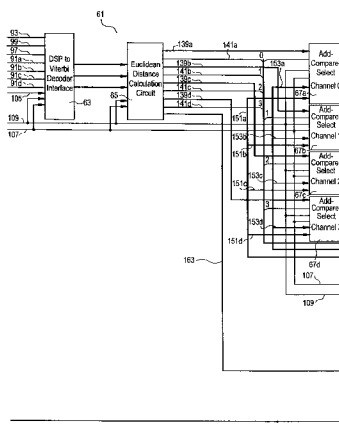 61
93
99
97
91a
91b
91c
91d
105
109
107
DSP to
Viterbi
Decoder
Interface
63
Euclidean
Distance
Calculation
Circuit
65
139a
141a
139b
141b
139c
141c
139d
141d
0
1
2
3
153a
151a
153b
151b
153c
151c
153d
151d
163
Add-
Compare
Select
Channel 0
67a
Add-
Compare
Select
Channel 1
67b
Add-
Compare
Select
Channel 2
67c
Add-
Compare
Select
Channel
67d
107
109